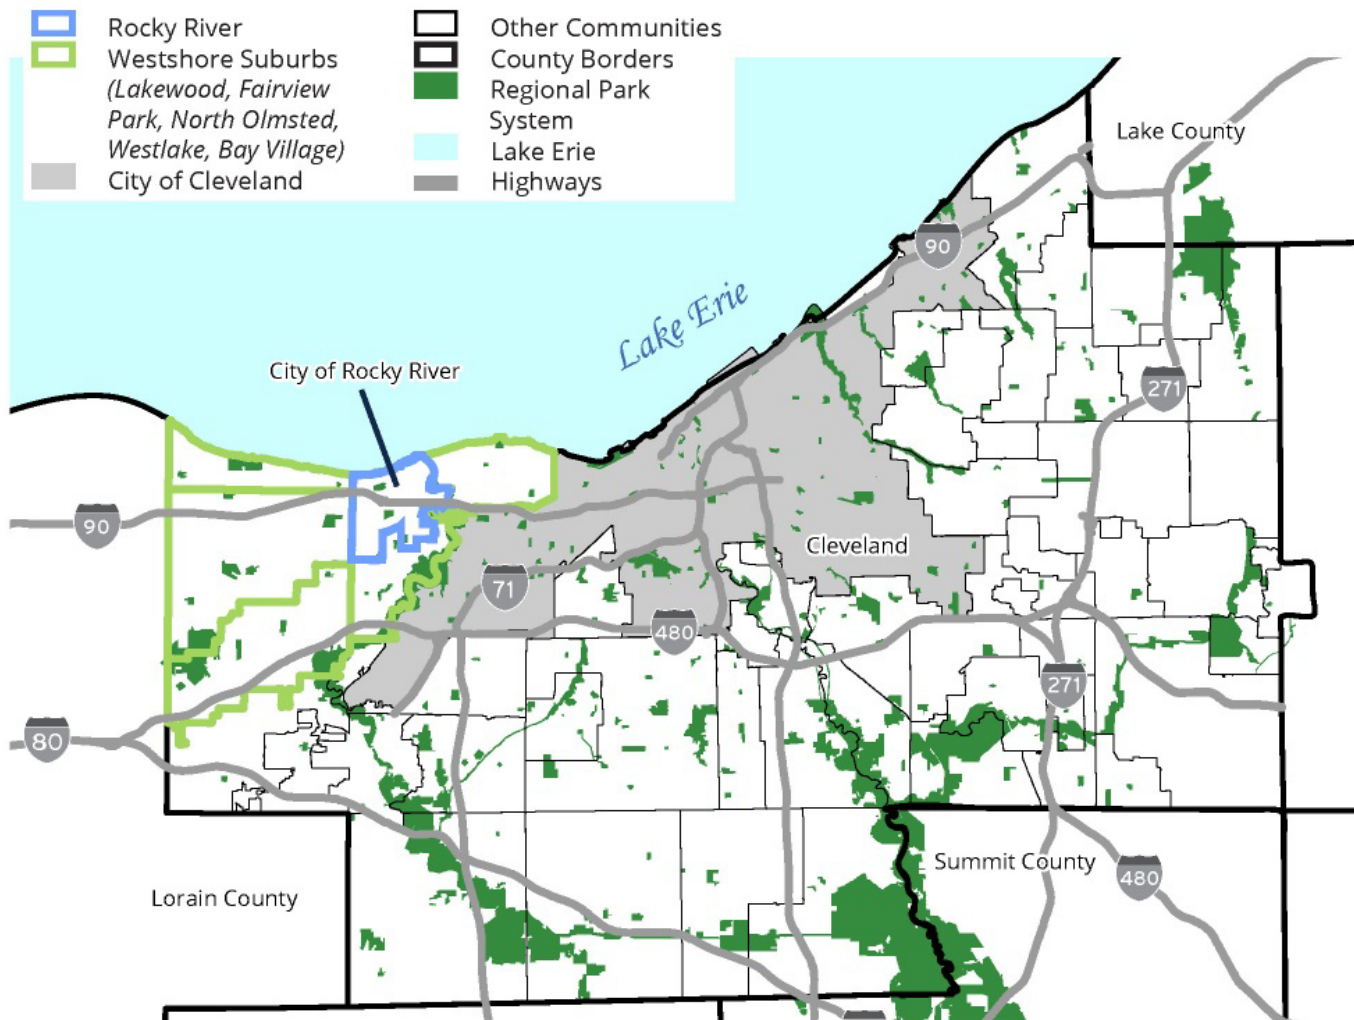 Rocky River
Westshore Suburbs
(Lakewood, Fairview
Park, North Olmsted,
Westlake, Bay Village)
City of Cleveland
Other Communities
County Borders
Regional Park
System
Lake Erie
Highways
Lake County
90
Lake Erie
City of Rocky River
271
90
Cleveland
71
480
271
80
Summit County
480
Lorain County